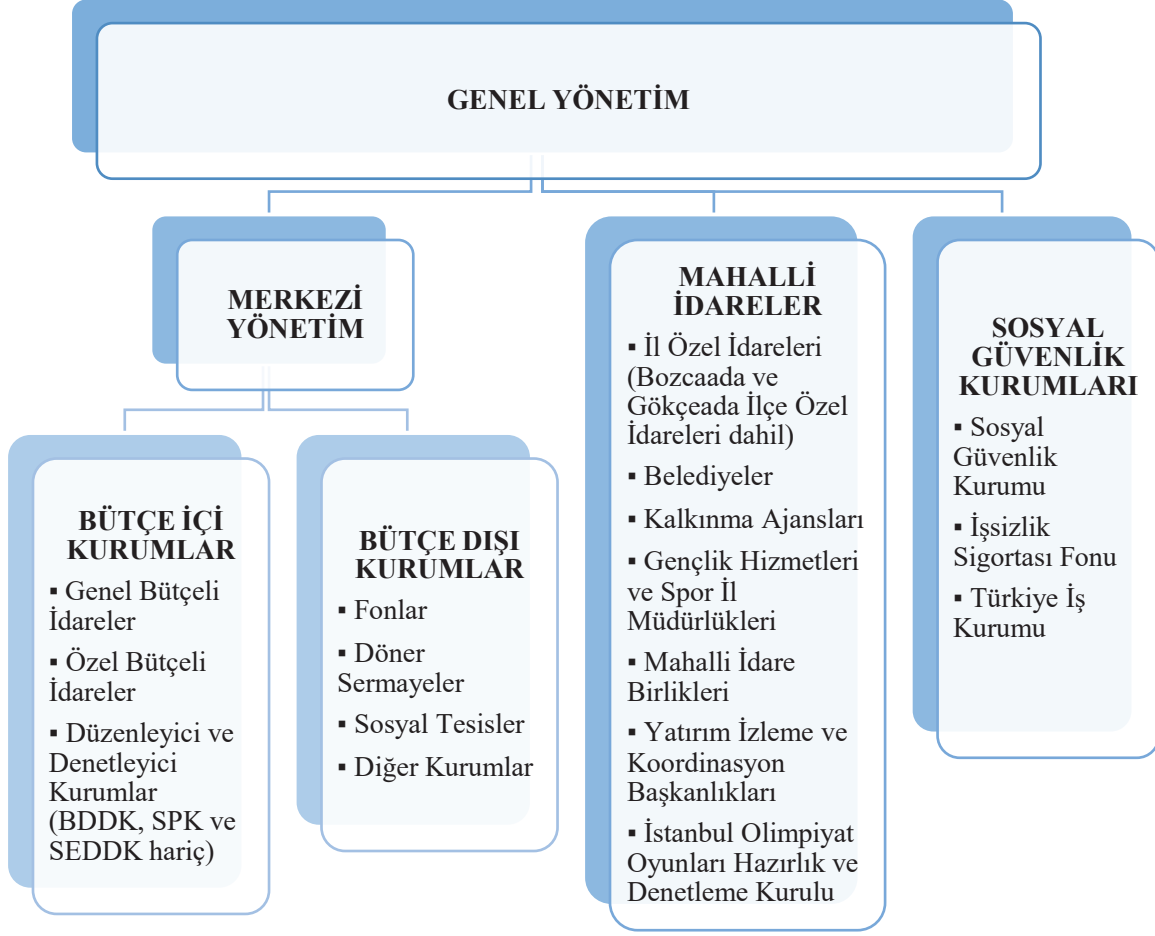 GENEL YÖNETİM
MERKEZİ
YÖNETİM
BÜTÇE İÇİ
KURUMLAR
▪ Genel Bütçeli
İdareler
▪ Özel Bütçeli
İdareler
▪ Düzenleyici ve
Denetleyici
Kurumlar
(BDDK, SPK ve
SEDDK hariç)
BÜTÇE DIŞI
KURUMLAR
▪ Fonlar
▪ Döner
Sermayeler
▪ Sosyal Tesisler
▪ Diğer Kurumlar
MAHALLİ
İDARELER
▪ İl Özel İdareleri
(Bozcaada ve
Gökçeada İlçe Özel
İdareleri dahil)
▪ Belediyeler
▪ Kalkınma Ajansları
▪ Gençlik Hizmetleri
ve Spor İl
Müdürlükleri
▪ Mahalli İdare
Birlikleri
▪ Yatırım İzleme ve
Koordinasyon
Başkanlıkları
▪ İstanbul Olimpiyat
Oyunları Hazırlık ve
Denetleme Kurulu
SOSYAL
GÜVENLİK
KURUMLARI
▪ Sosyal
Güvenlik
Kurumu
▪ İşsizlik
Sigortası Fonu
▪ Türkiye İş
Kurumu